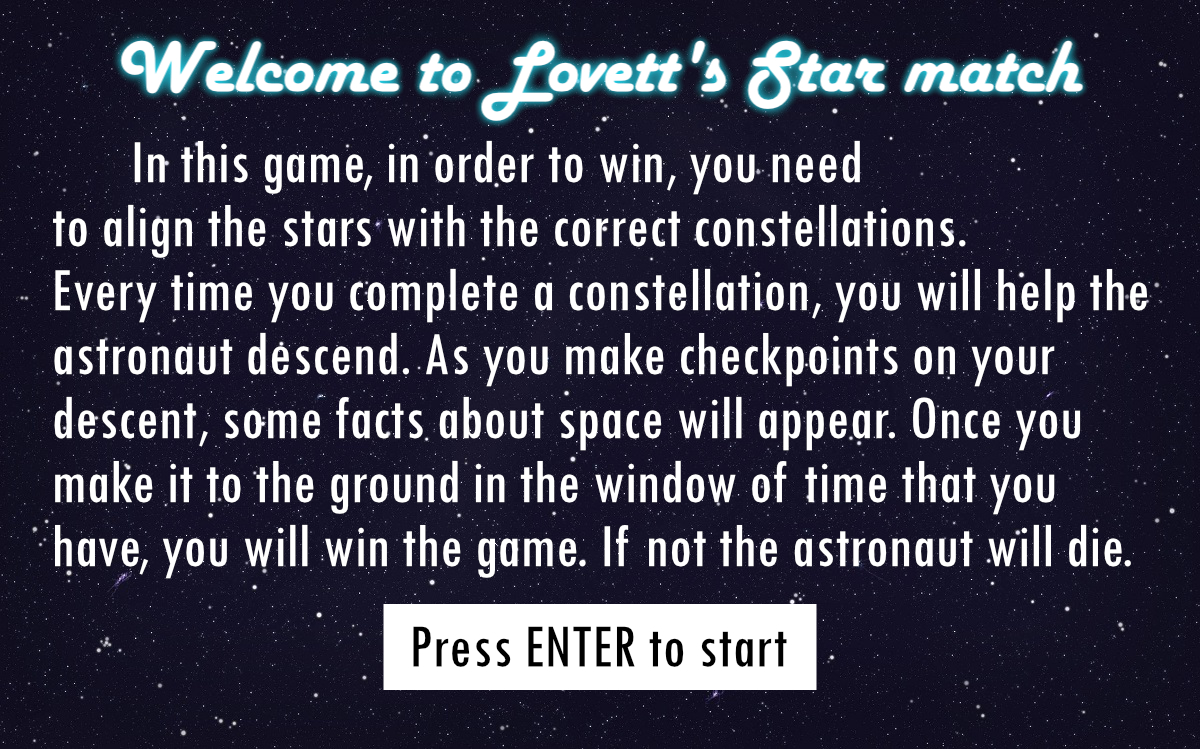 Welcome to Lovett's Star match
In this game, in order to win, you need
to align the stars with the correct constellations.
Every time you complete a constellation, you will help the
astronaut descend. As you make checkpoints on your
descent, some facts about space will appear. Once you
make it to the ground in the window of time that you
have, you will win the game. If not the astronaut will die.
Press ENTER to start